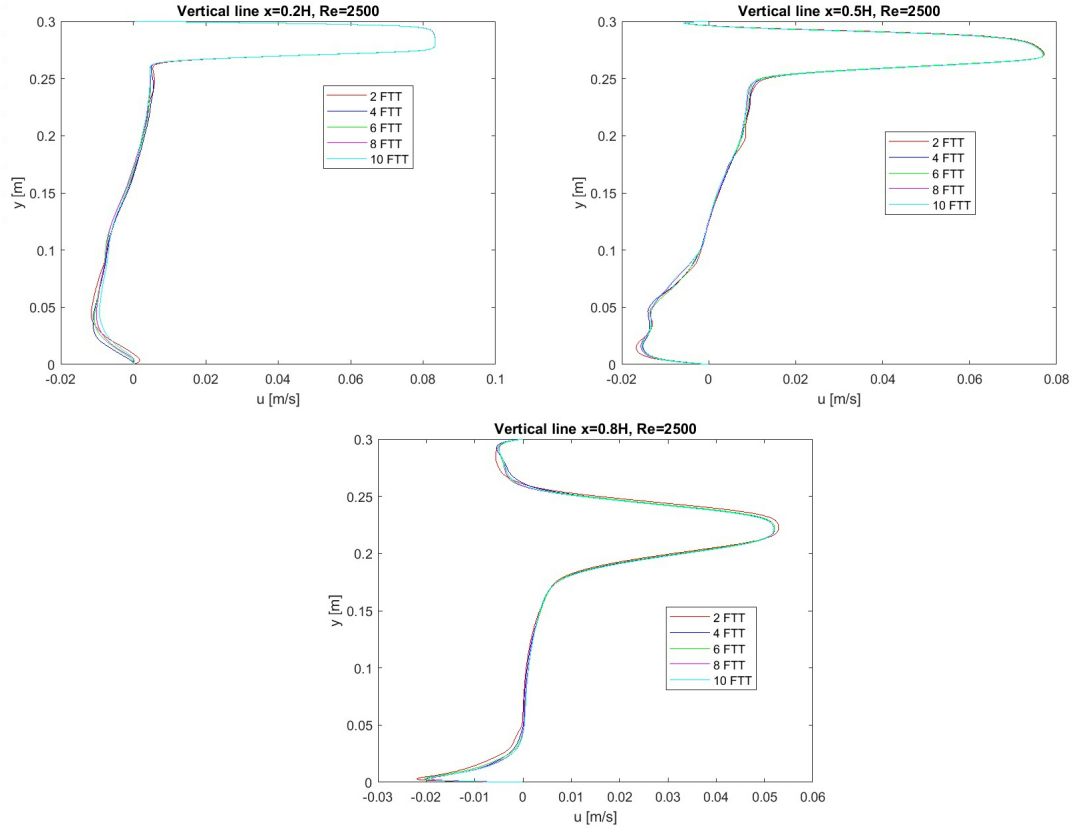 Vertical line x=0.2H, Re=2500
0.3
0.25
0.2
0.15
0.1
0.05
0
y [m]
2 FTT
4 FTT
6 FTT
8 FTT
10 FTT
-0.02 0 0.02 0.04 0.06 0.08 0.1
u [m/s]
Vertical line x=0.5H, Re=2500
0.3
0.25
0.2
0.15
0.1
0.05
0
y [m]
2 FTT
4 FTT
6 FTT
8 FTT
10 FTT
-0.02 0 0.02 0.04 0.06 0.08
u [m/s]
Vertical line x=0.8H, Re=2500
0.3
0.25
0.2
0.15
0.1
0.05
0
y [m]
2 FTT
4 FTT
6 FTT
8 FTT
10 FTT
-0.03 -0.02 -0.01 0 0.01 0.02 0.03 0.04 0.05 0.06
u [m/s]